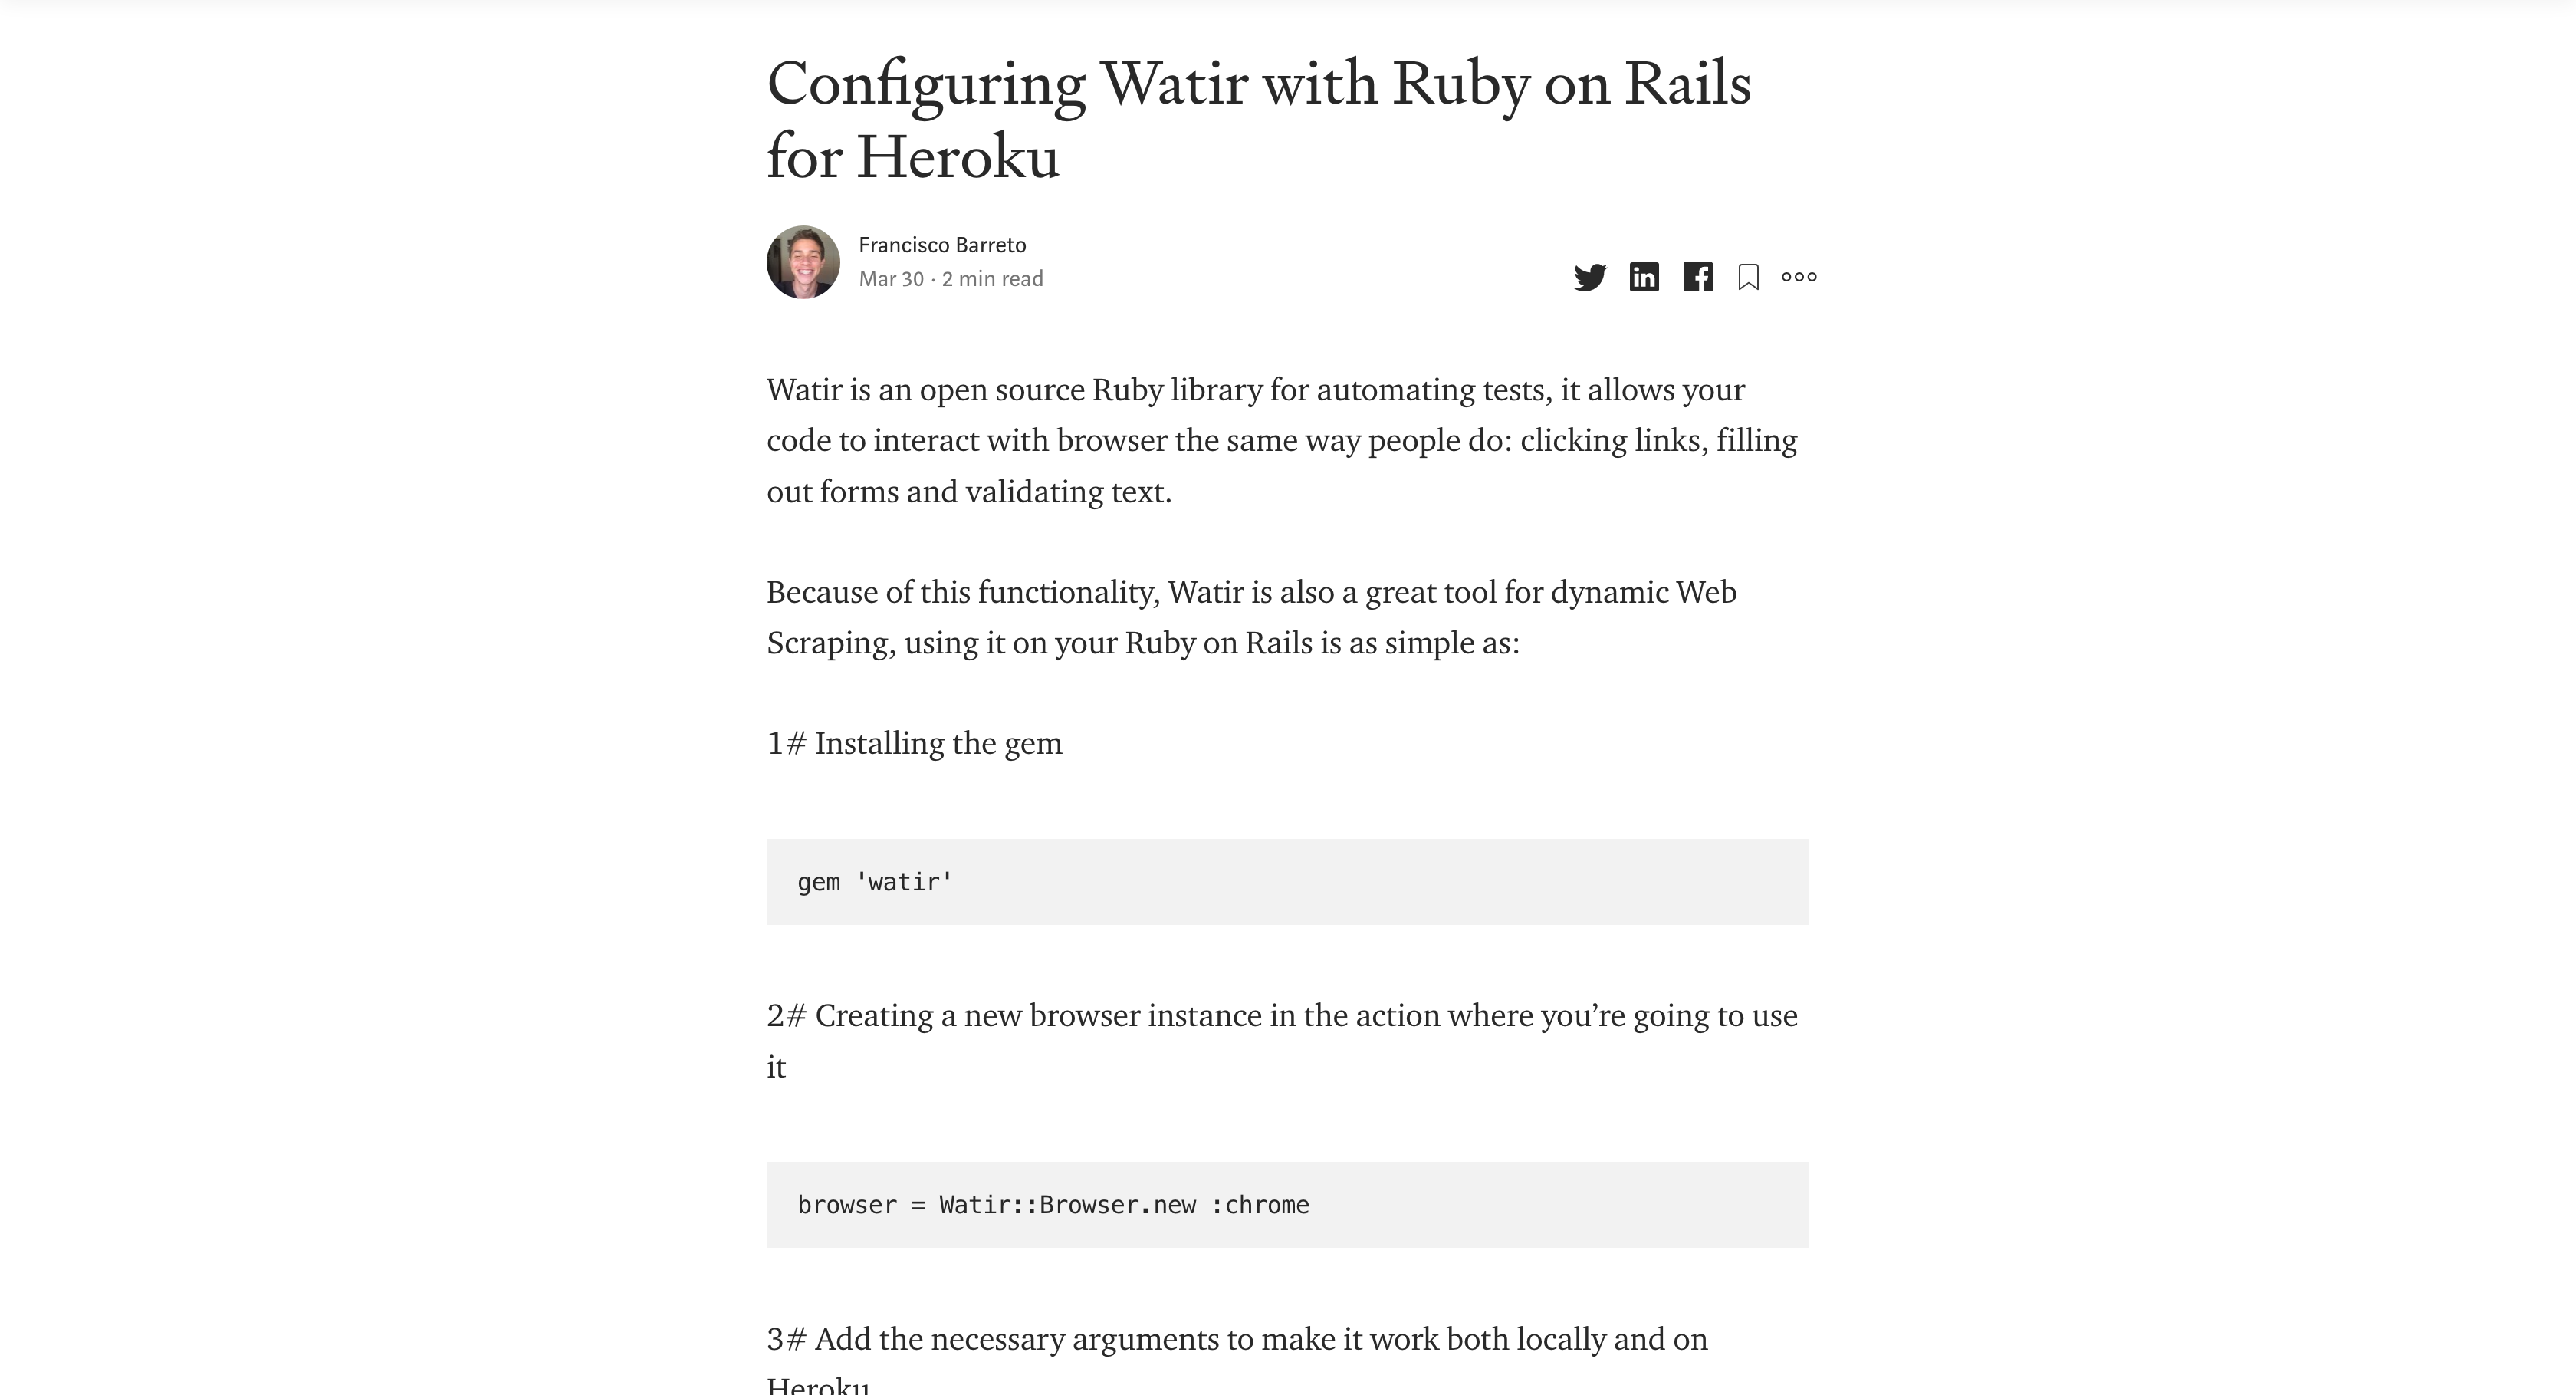 Configuring Watir with Ruby on Rails
for Heroku
Francisco Barreto
Mar 30 · 2 min read
Watir is an open source Ruby library for automating tests, it allows your
code to interact with browser the same way people do: clicking links, filling
out forms and validating text.
Because of this functionality, Watir is also a great tool for dynamic Web
Scraping, using it on your Ruby on Rails is as simple as:
1# Installing the gem
gem 'watir'
2# Creating a new browser instance in the action where you’re going to use
it
browser = Watir::Browser.new :chrome
3# Add the necessary arguments to make it work both locally and on
Heroku